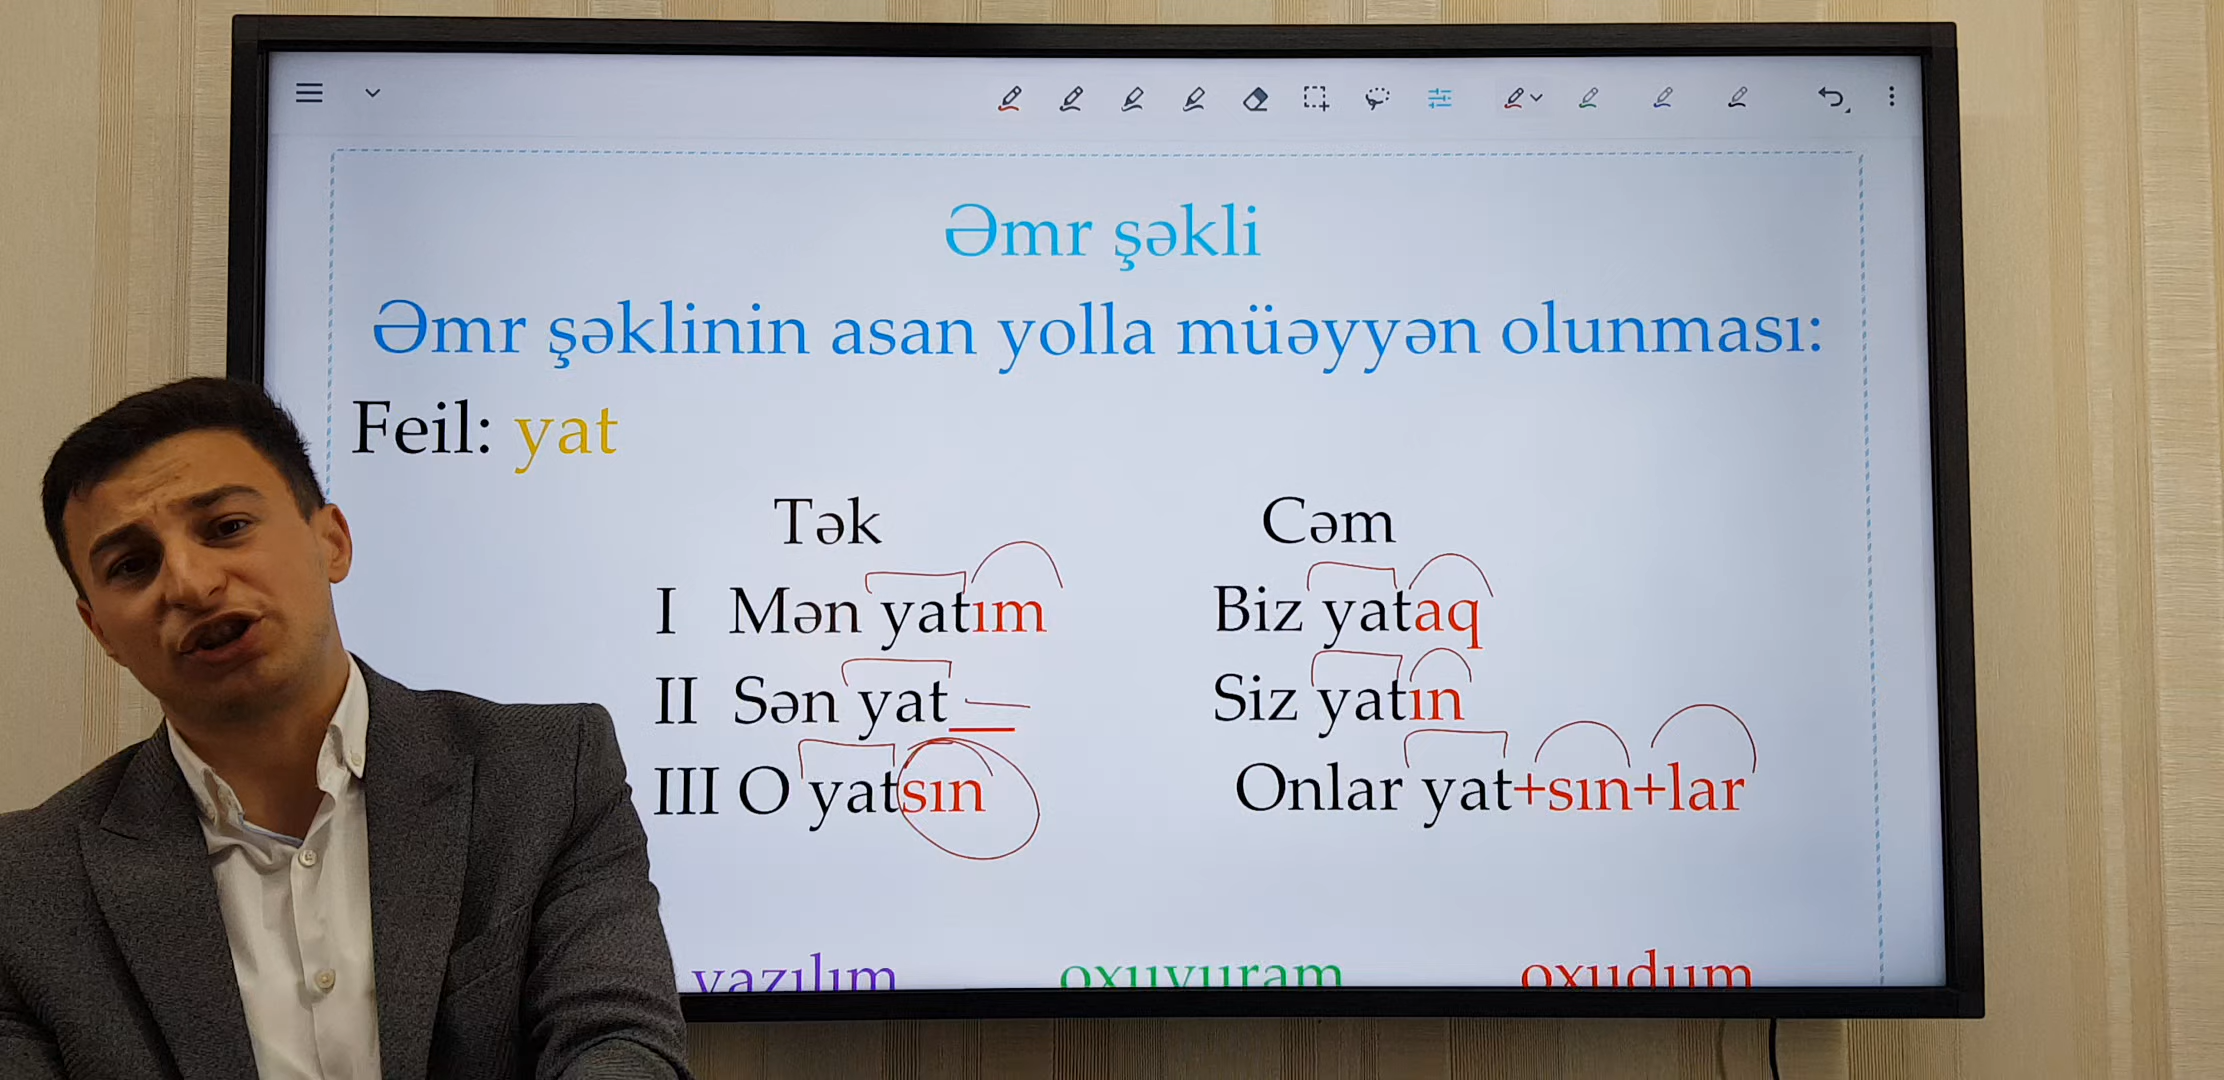 Əmr şəkli
Əmr şəklinin asan yolla müəyyən olunması:
Feil: yat
Tək Cəm
I Mən yatım Biz yataq
II Sən yat__ Siz yatın
III O yatsın Onlar yat+sın+lar
yazılım oxuyuram oxudum